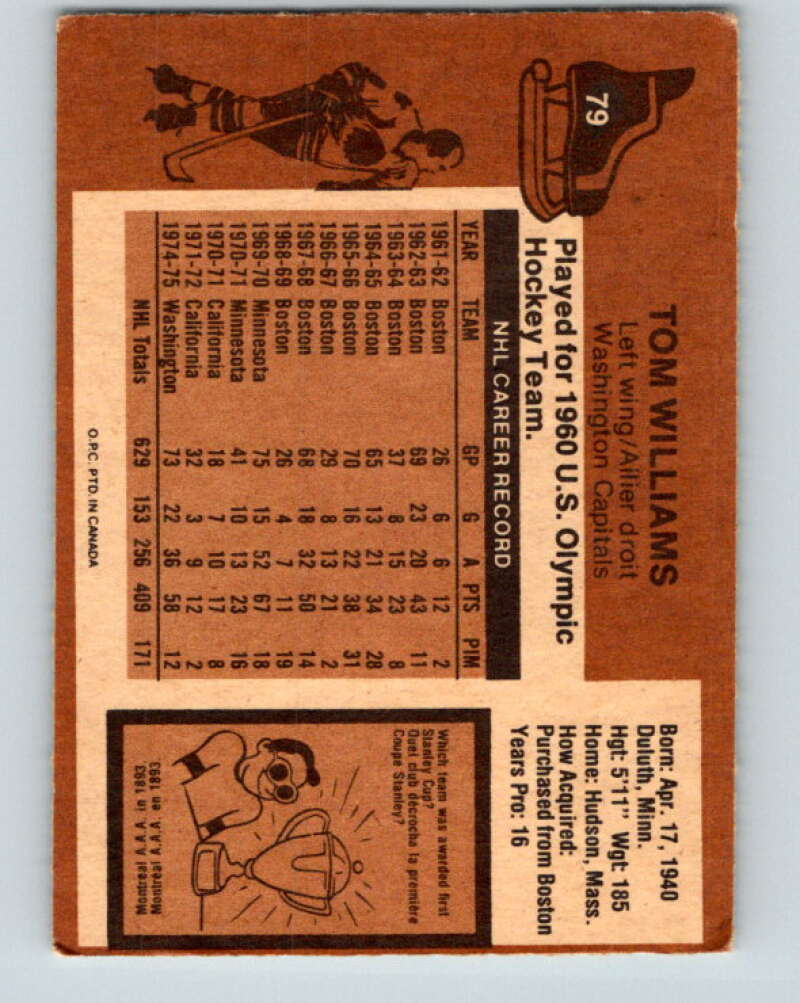 79
TOM WILLIAMS
Left wing/Ailier droit
Washington Capitals
Played for 1960 U.S. Olympic
Hockey Team.
NHL CAREER RECORD
YEAR TEAM GP G A PTS PIM
1961-62 Boston 26 6 6 12 2
1962-63 Boston 69 23 20 43 11
1963-64 Boston 37 8 15 23 8
1964-65 Boston 65 13 21 34 28
1965-66 Boston 70 16 22 38 31
1966-67 Boston 29 8 13 21 2
1967-68 Boston 68 18 32 50 14
1968-69 Boston 26 4 7 11 19
1969-70 Minnesota 75 15 52 67 18
1970-71 Minnesota 41 10 13 23 16
1970-71 California 18 7 10 17 8
1971-72 California 32 3 9 12 2
1974-75 Washington 73 22 36 58 12
NHL Totals 629 153 256 409 171
O.P.C. PTD. IN CANADA
Born: Apr. 17, 1940
Duluth, Minn.
Hgt: 5'11" Wgt: 185
Home: Hudson, Mass.
How Acquired:
Purchased from Boston
Years Pro: 16
Which team was awarded first
Stanley Cup?
Quel club décrocha la première
Coupe Stanley?
Montreal A.A.A. in 1893
Montréal A.A.A. en 1893